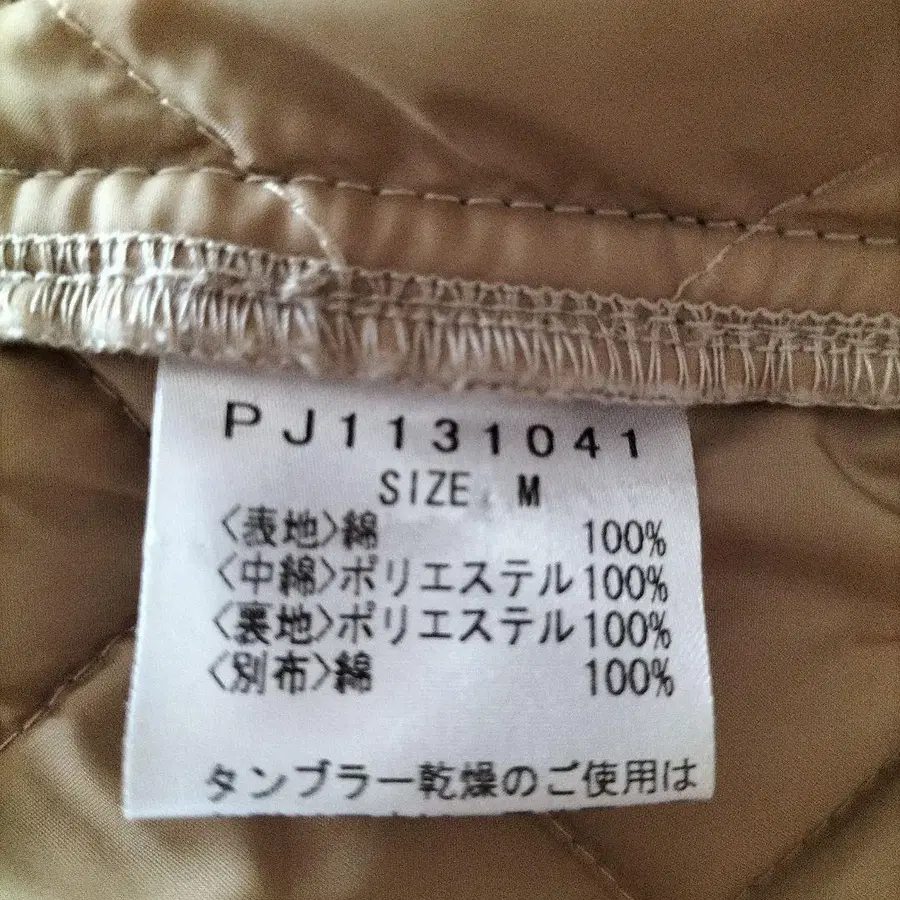 PJ1131041
SIZE M
〈表地〉綿 100%
〈中綿〉ポリエステル 100%
〈裏地〉ポリエステル 100%
〈別布〉綿 100%
タンブラー乾燥のご使用は